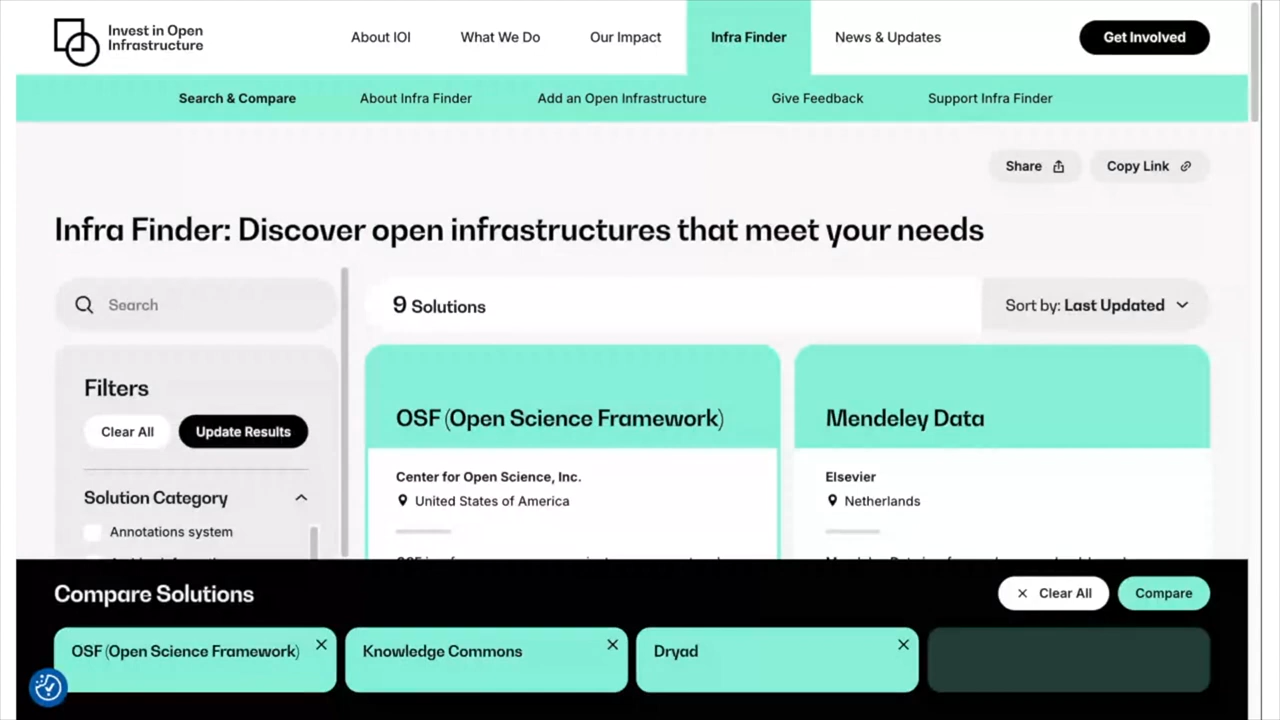 Invest in Open
Infrastructure
About IOI
What We Do
Our Impact
Infra Finder
News & Updates
Get Involved
Search & Compare
About Infra Finder
Add an Open Infrastructure
Give Feedback
Support Infra Finder
Share
Copy Link
Infra Finder: Discover open infrastructures that meet your needs
Search
9 Solutions
Sort by: Last Updated
Filters
Clear All
Update Results
Solution Category
Annotations system
OSF (Open Science Framework)
Center for Open Science, Inc.
United States of America
Mendeley Data
Elsevier
Netherlands
Compare Solutions
Clear All
Compare
OSF (Open Science Framework)
Knowledge Commons
Dryad